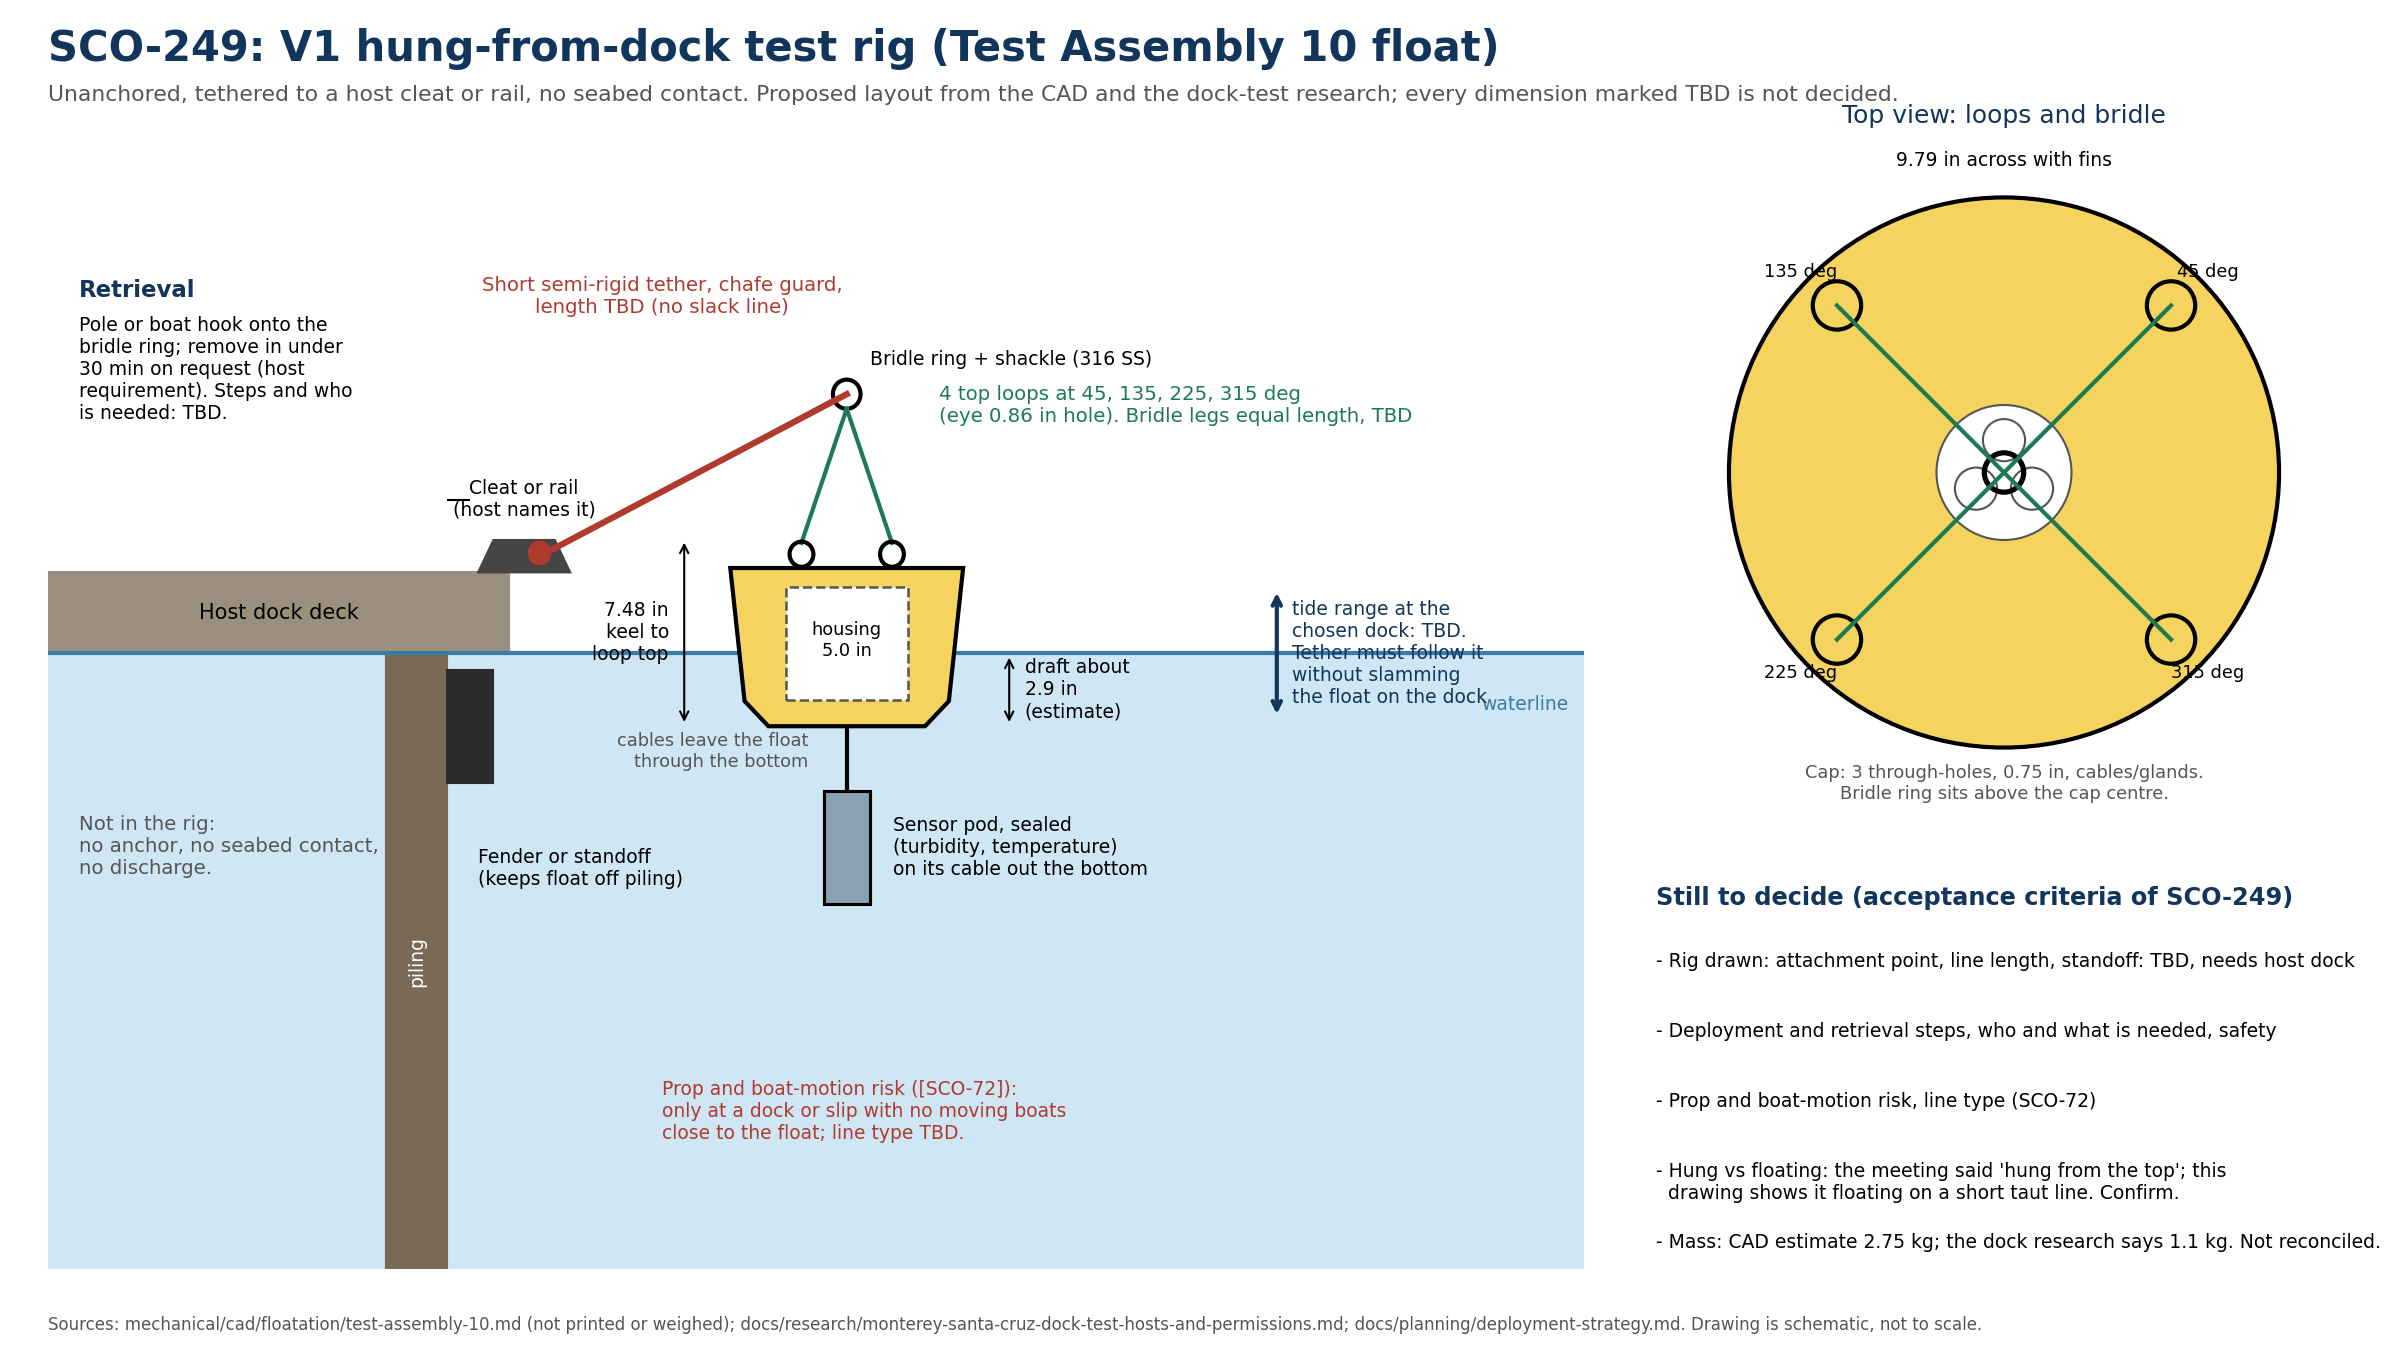 SCO-249: V1 hung-from-dock test rig (Test Assembly 10 float)
Unanchored, tethered to a host cleat or rail, no seabed contact. Proposed layout from the CAD and the dock-test research; every dimension marked TBD is not decided.
Top view: loops and bridle
9.79 in across with fins
135 deg
45 deg
225 deg
315 deg
Cap: 3 through-holes, 0.75 in, cables/glands.
Bridle ring sits above the cap centre.
Retrieval
Pole or boat hook onto the
bridle ring; remove in under
30 min on request (host
requirement). Steps and who
is needed: TBD.
Short semi-rigid tether, chafe guard,
length TBD (no slack line)
Bridle ring + shackle (316 SS)
4 top loops at 45, 135, 225, 315 deg
(eye 0.86 in hole). Bridle legs equal length, TBD
Cleat or rail
(host names it)
Host dock deck
7.48 in
keel to
loop top
housing
5.0 in
draft about
2.9 in
(estimate)
tide range at the
chosen dock: TBD.
Tether must follow it
without slamming
the float on the dock.
waterline
cables leave the float
through the bottom
Not in the rig:
no anchor, no seabed contact,
no discharge.
Fender or standoff
(keeps float off piling)
Sensor pod, sealed
(turbidity, temperature)
on its cable out the bottom
piling
Prop and boat-motion risk ([SCO-72]):
only at a dock or slip with no moving boats
close to the float; line type TBD.
Still to decide (acceptance criteria of SCO-249)
- Rig drawn: attachment point, line length, standoff: TBD, needs host dock
- Deployment and retrieval steps, who and what is needed, safety
- Prop and boat-motion risk, line type (SCO-72)
- Hung vs floating: the meeting said 'hung from the top'; this
drawing shows it floating on a short taut line. Confirm.
- Mass: CAD estimate 2.75 kg; the dock research says 1.1 kg. Not reconciled.
Sources: mechanical/cad/floatation/test-assembly-10.md (not printed or weighed); docs/research/monterey-santa-cruz-dock-test-hosts-and-permissions.md; docs/planning/deployment-strategy.md. Drawing is schematic, not to scale.